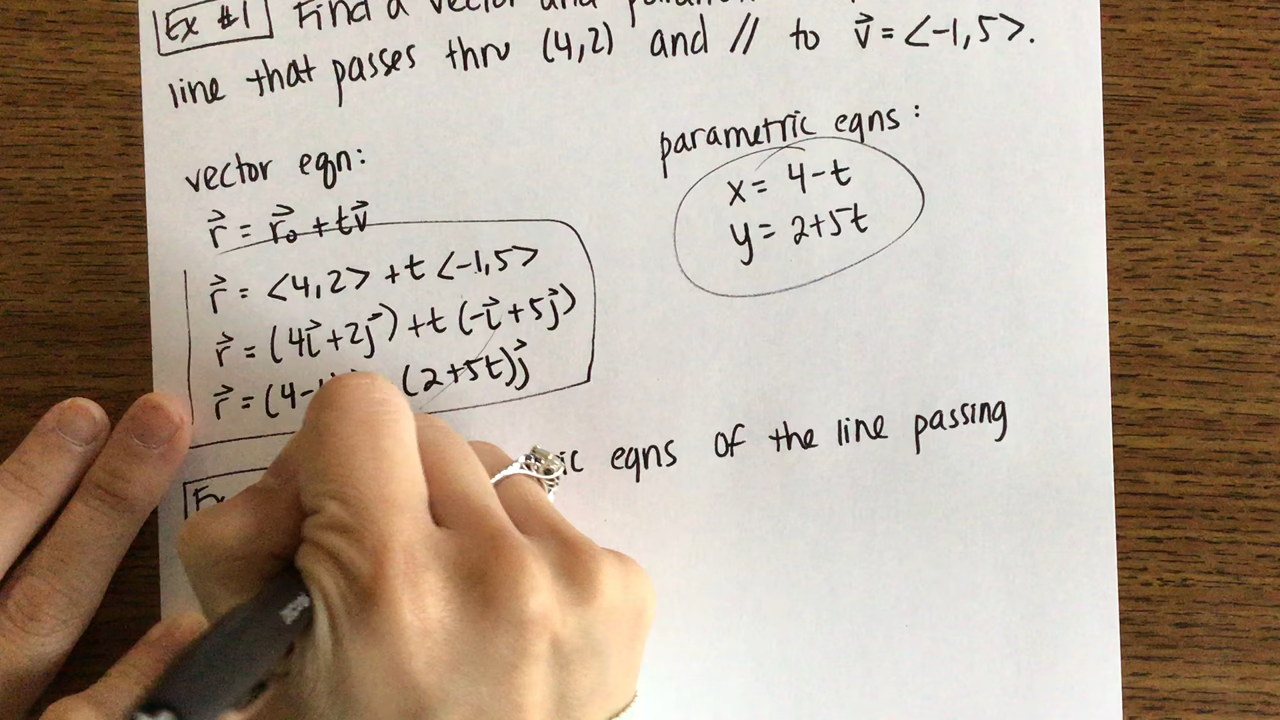 Ex #1 Find a vector and
line that passes thru (4,2) and // to v⃗ = <-1,5>.
vector eqn:
r⃗ = r⃗₀ + tv⃗
r⃗ = <4,2> + t <-1,5>
r⃗ = (4i⃗+2j⃗) + t (-i⃗+5j⃗)
r⃗ = (4- (2+5t)j⃗
parametric eqns:
x = 4-t
y = 2+5t
eqns of the line passing